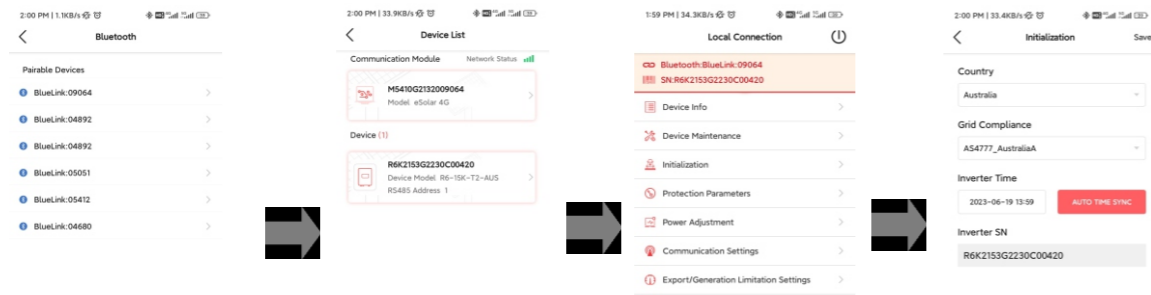 2:00 PM | 1.1KB/s
Bluetooth
Pairable Devices
BlueLink:09064
BlueLink:04892
BlueLink:04892
BlueLink:05051
BlueLink:05412
BlueLink:04680
2:00 PM | 33.9KB/s
Device List
Communication Module Network Status
M5410G2132009064
Model eSolar 4G
Device (1)
R6K2153G2230C00420
Device Model R6-15K-T2-AUS
RS485 Address 1
1:59 PM | 34.3KB/s
Local Connection
Bluetooth:BlueLink:09064
SN:R6K2153G2230C00420
Device Info
Device Maintenance
Initialization
Protection Parameters
Power Adjustment
Communication Settings
Export/Generation Limitation Settings
2:00 PM | 33.4KB/s
Initialization Save
Country
Australia
Grid Compliance
AS4777_AustraliaA
Inverter Time
2023-06-19 13:59 AUTO TIME SYNC
Inverter SN
R6K2153G2230C00420